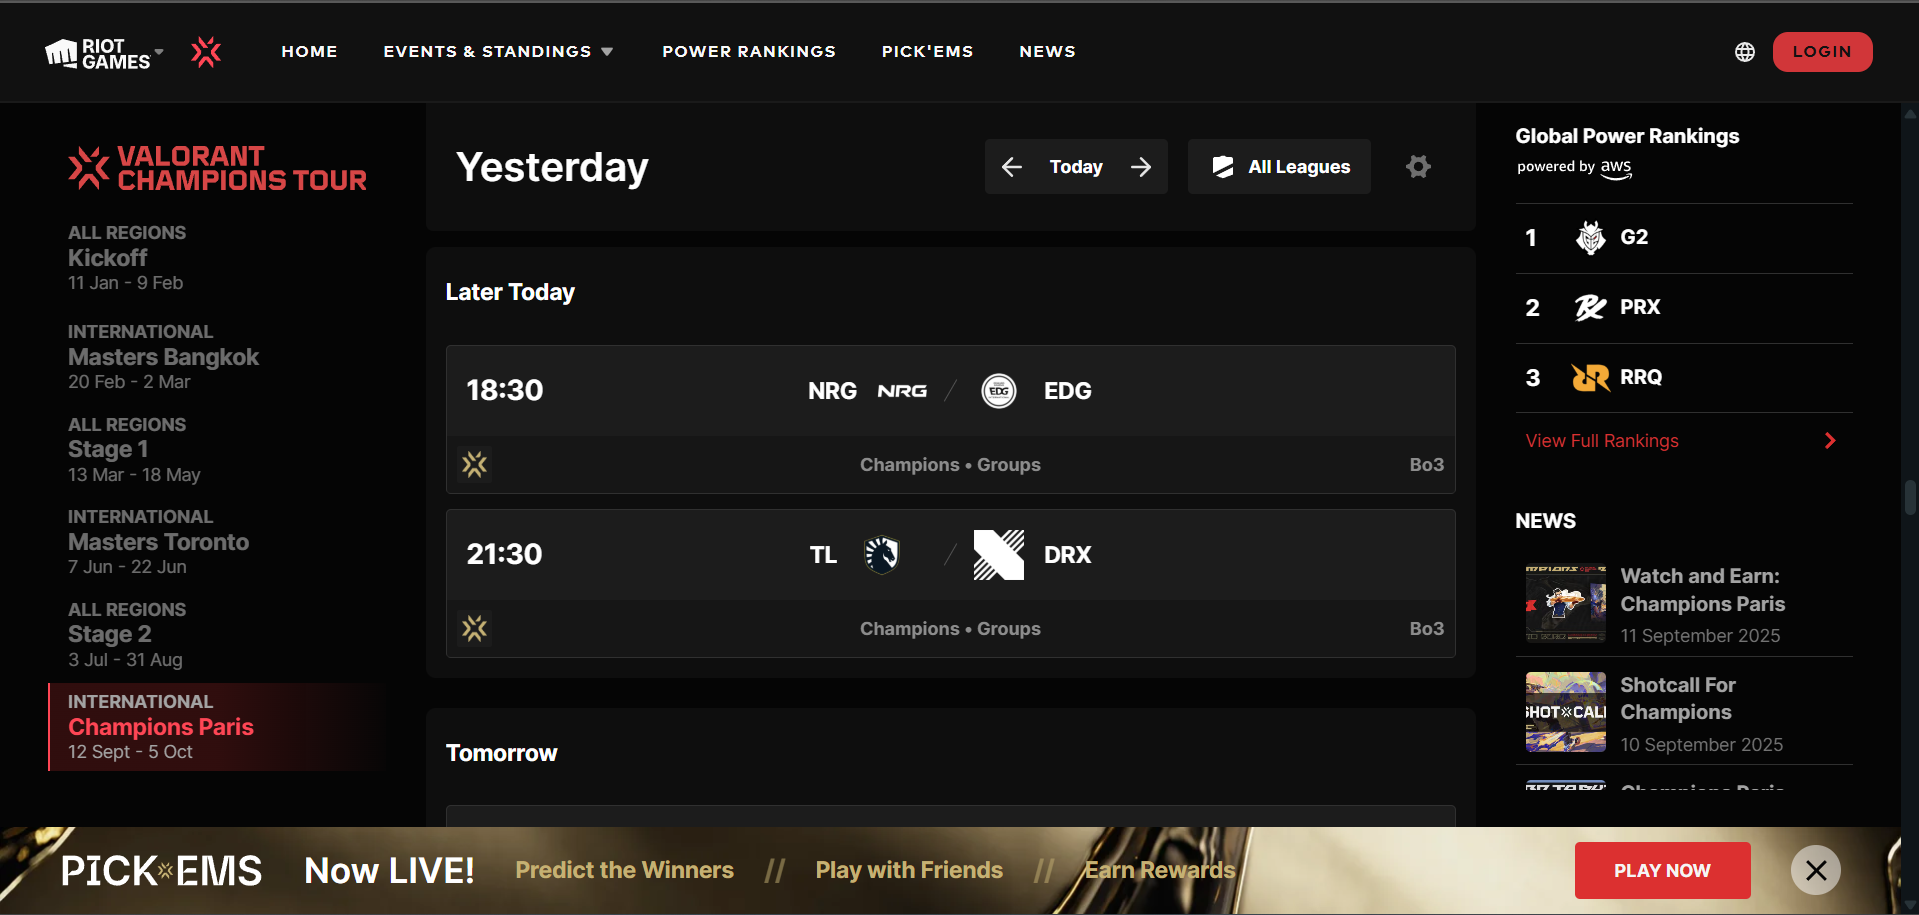 RIOT
GAMES
HOME
EVENTS & STANDINGS
POWER RANKINGS
PICK'EMS
NEWS
LOGIN
VALORANT
CHAMPIONS TOUR
ALL REGIONS
Kickoff
11 Jan - 9 Feb
INTERNATIONAL
Masters Bangkok
20 Feb - 2 Mar
ALL REGIONS
Stage 1
13 Mar - 18 May
INTERNATIONAL
Masters Toronto
7 Jun - 22 Jun
ALL REGIONS
Stage 2
3 Jul - 31 Aug
INTERNATIONAL
Champions Paris
12 Sept - 5 Oct
Yesterday
Today
All Leagues
Later Today
18:30
NRG NRG / EDG EDG
Champions • Groups
Bo3
21:30
TL / DRX
Champions • Groups
Bo3
Tomorrow
Global Power Rankings
powered by aws
1 G2
2 PRX
3 RRQ
View Full Rankings
NEWS
Watch and Earn:
Champions Paris
11 September 2025
SHOT CALL
Shotcall For
Champions
10 September 2025
PICK EMS
Now LIVE!
Predict the Winners // Play with Friends // Earn Rewards
PLAY NOW